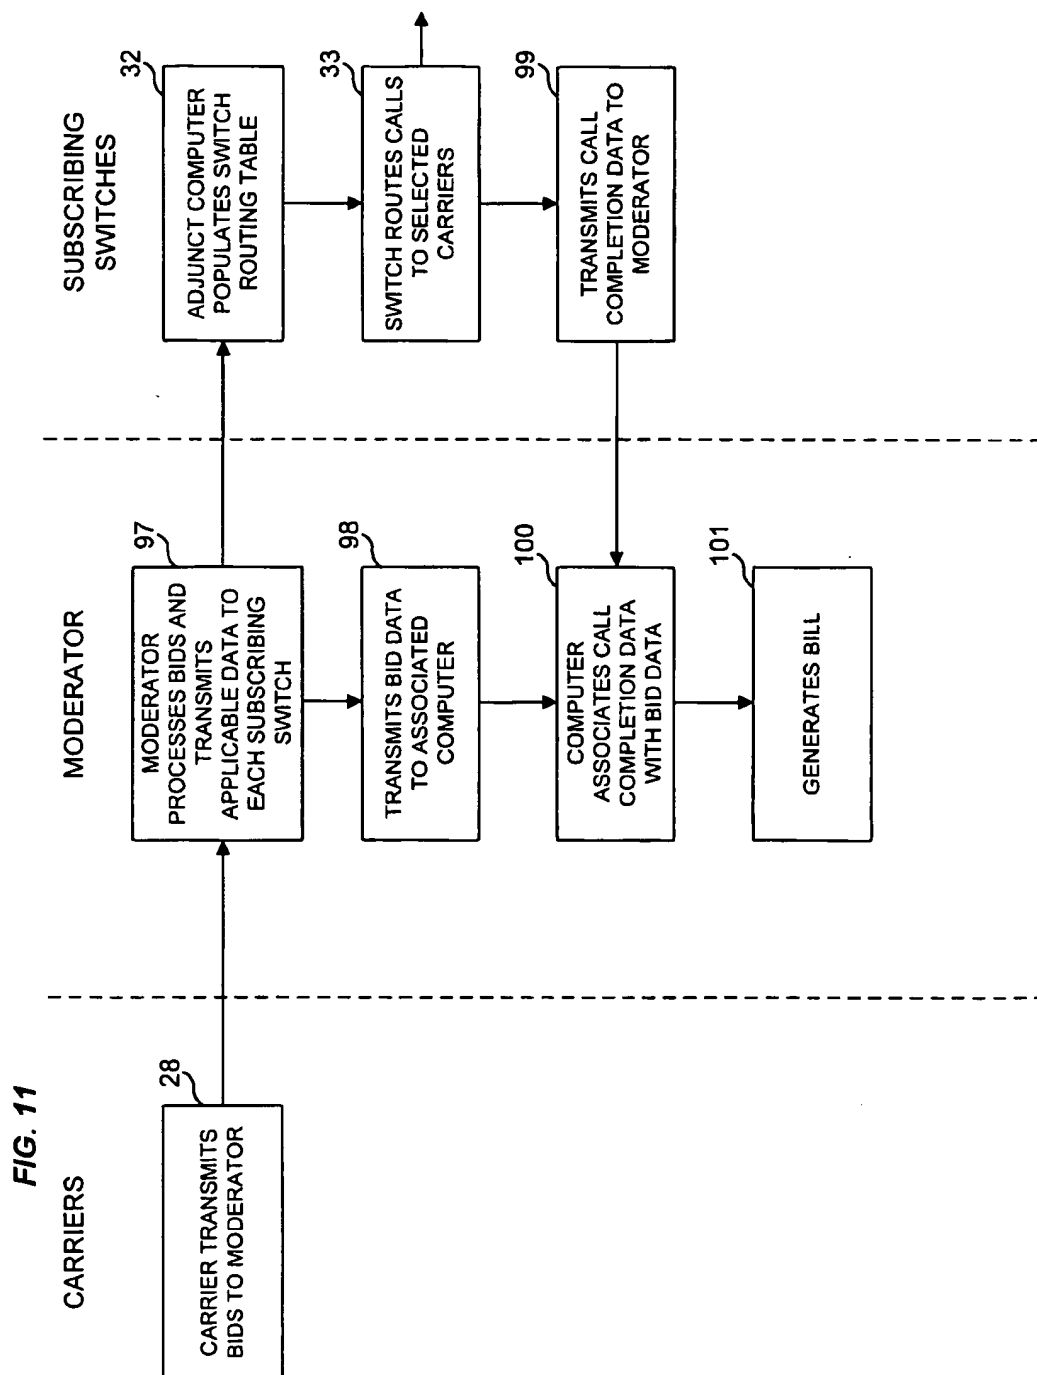 FIG. 11
CARRIERS
28
CARRIER TRANSMITS
BIDS TO MODERATOR
MODERATOR
97
MODERATOR
PROCESSES BIDS AND
TRANSMITS
APPLICABLE DATA TO
EACH SUBSCRIBING
SWITCH
98
TRANSMITS BID DATA
TO ASSOCIATED
COMPUTER
100
COMPUTER
ASSOCIATES CALL
COMPLETION DATA
WITH BID DATA
101
GENERATES BILL
SUBSCRIBING
SWITCHES
32
ADJUNCT COMPUTER
POPULATES SWITCH
ROUTING TABLE
33
SWITCH ROUTES CALLS
TO SELECTED
CARRIERS
99
TRANSMITS CALL
COMPLETION DATA TO
MODERATOR